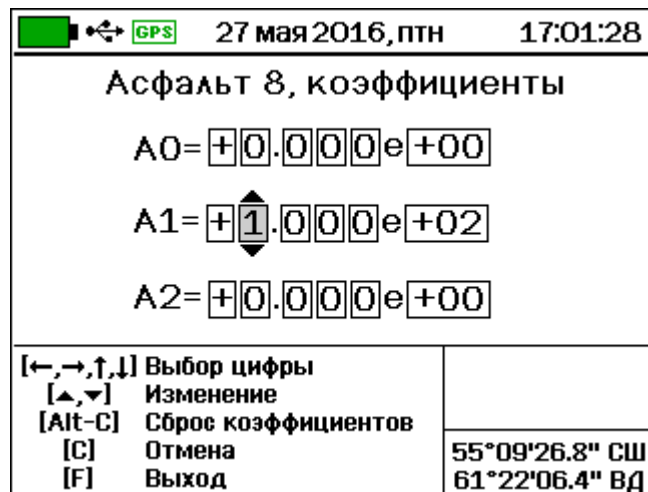 GPS 27 мая 2016, птн 17:01:28
Асфальт 8, коэффициенты
A0=+0.000e+00
A1=+1.000e+02
A2=+0.000e+00
[←,→,↑,↓] Выбор цифры
[▲,▼] Изменение
[Alt-C] Сброс коэффициентов
[C] Отмена
[F] Выход
55°09'26.8" СШ
61°22'06.4" ВД